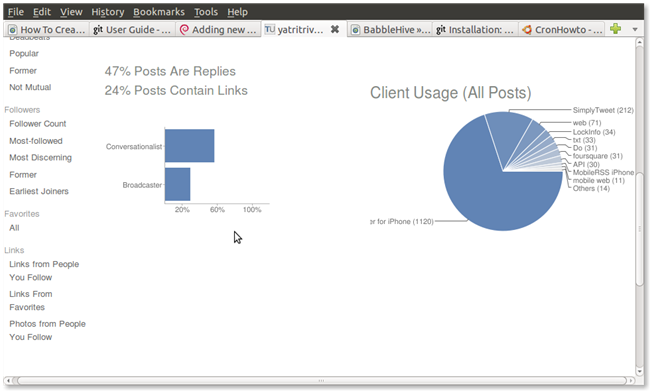 File Edit View History Bookmarks Tools Help
How To Crea... git User Guide - ... Adding new ... TU yatritriv... BabbleHive »... git Installation: ... CronHowto - ...
Deadbeats
Popular
Former
Not Mutual
Followers
Follower Count
Most-followed
Most Discerning
Former
Earliest Joiners
Favorites
All
Links
Links from People
You Follow
Links From
Favorites
Photos from People
You Follow
47% Posts Are Replies
24% Posts Contain Links
Conversationalist
Broadcaster
20% 60% 100%
Client Usage (All Posts)
SimplyTweet (212)
web (71)
LockInfo (34)
txt (33)
Do (31)
foursquare (31)
API (30)
MobileRSS iPhone
mobile web (11)
Others (14)
er for iPhone (1120)